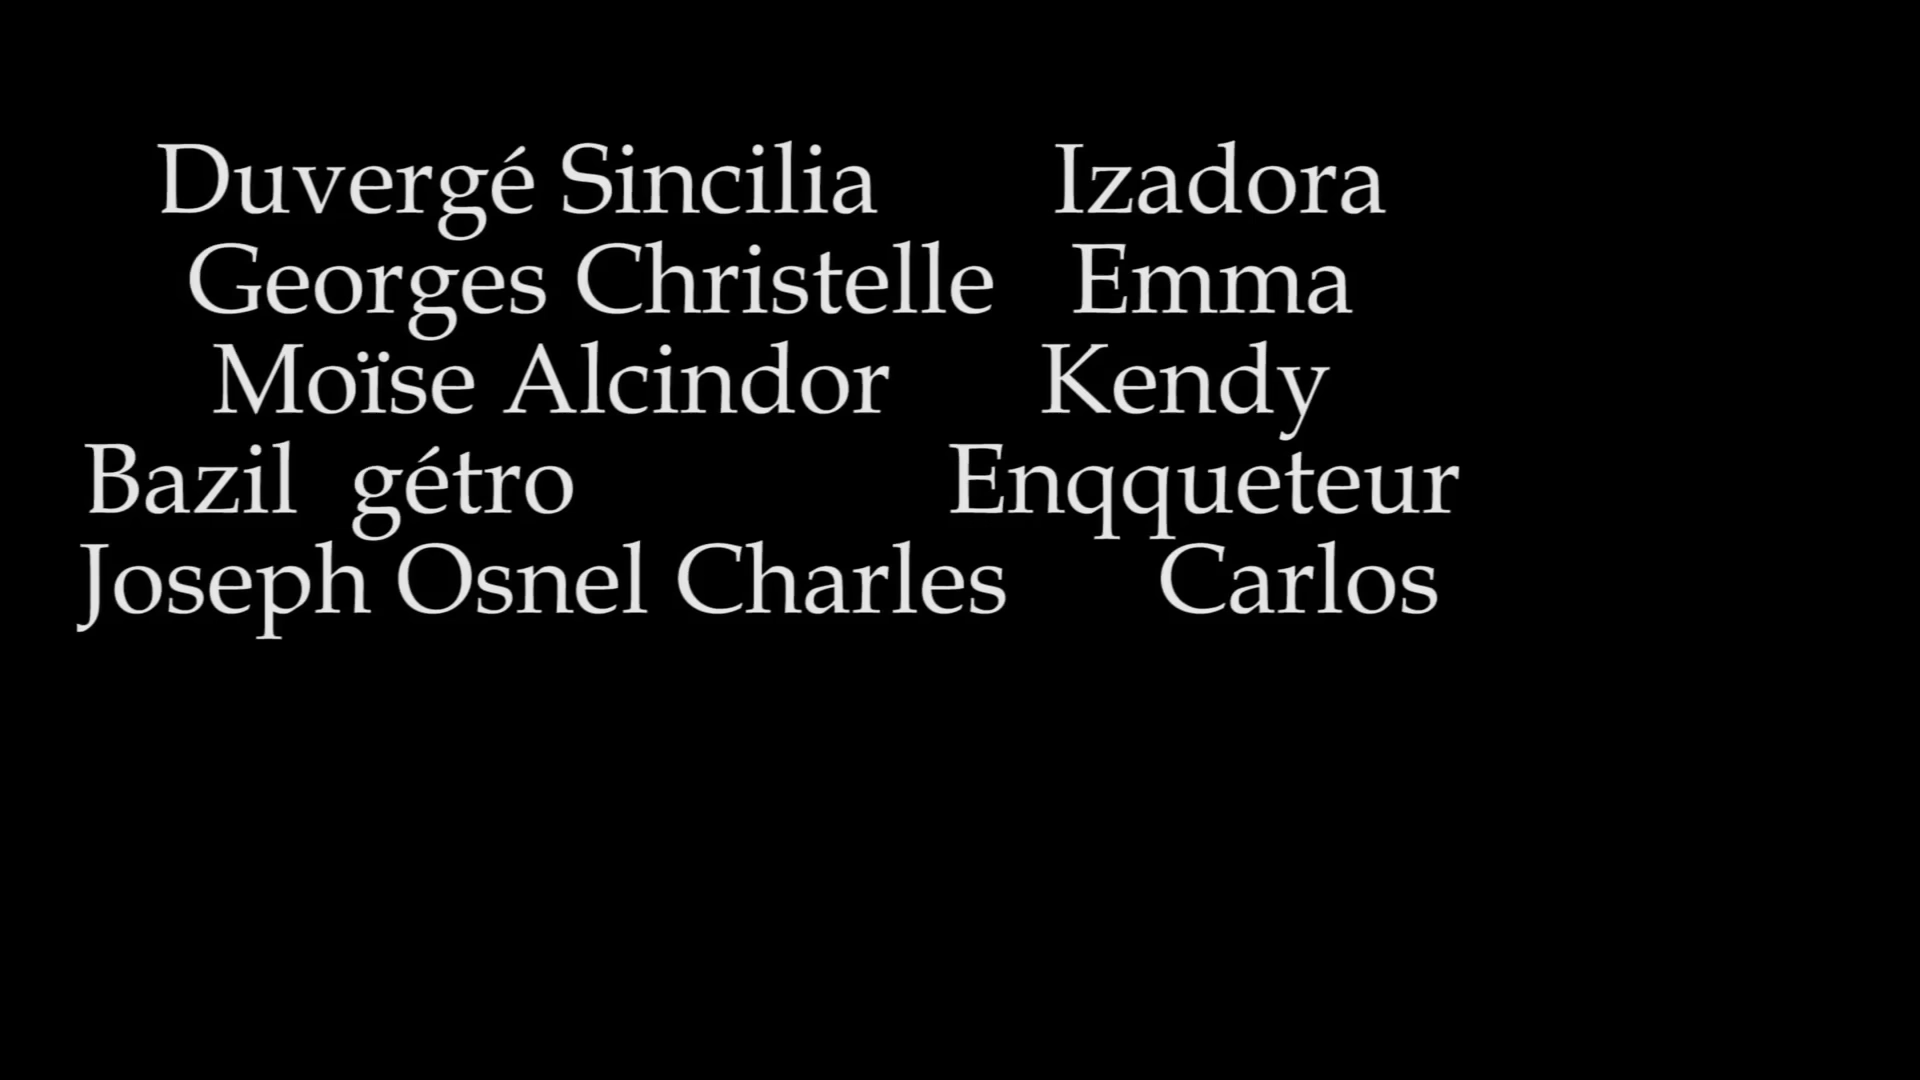 Duvergé Sincilia Izadora
Georges Christelle Emma
Moïse Alcindor Kendy
Bazil gétro Enqqueteur
Joseph Osnel Charles Carlos